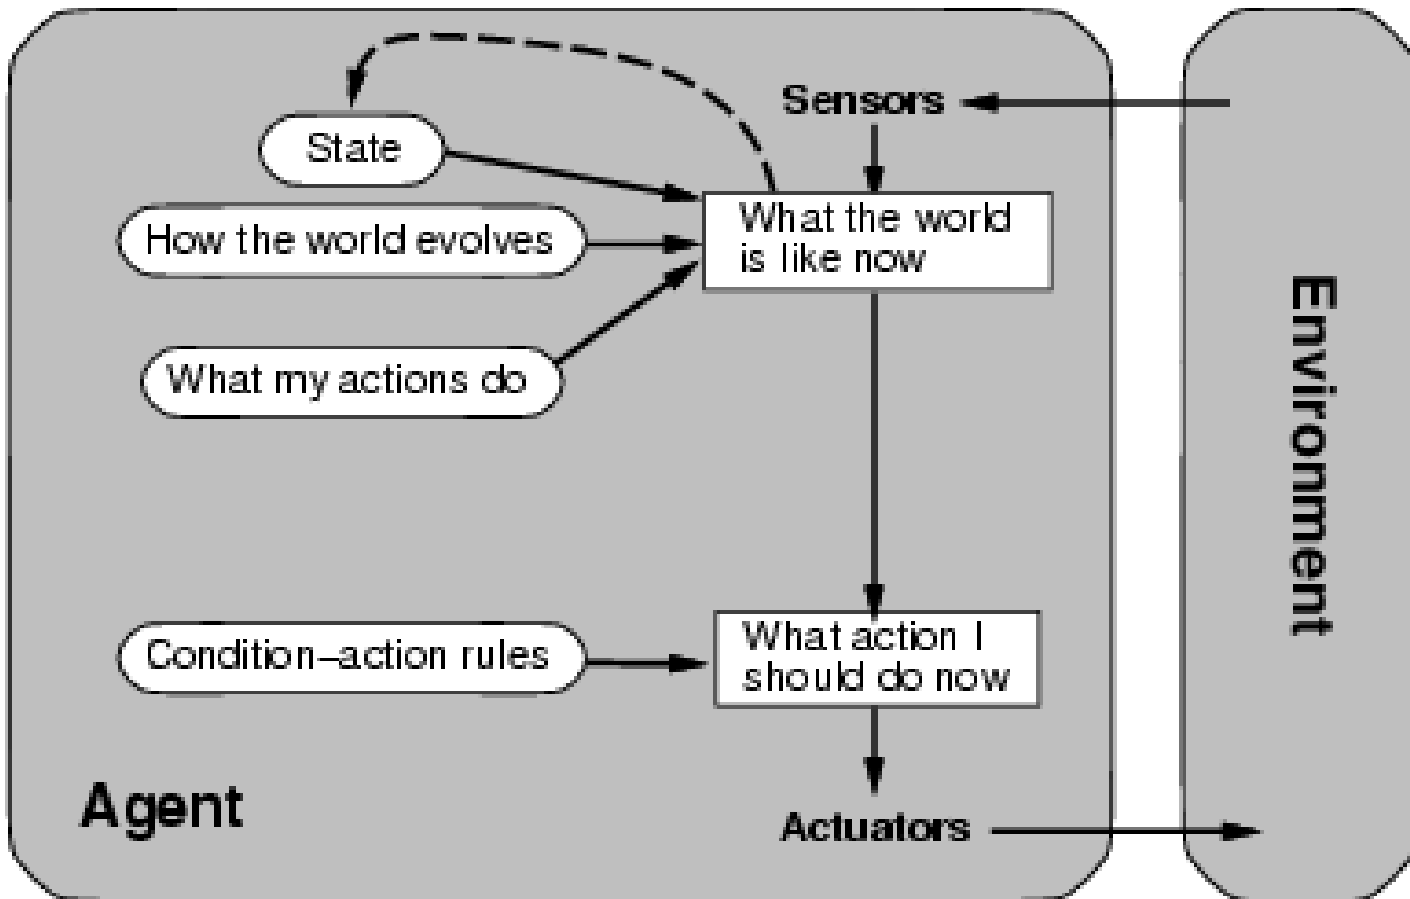 Sensors
State
What the world
is like now
How the world evolves
What my actions do
Environment
Condition–action rules
What action I
should do now
Agent
Actuators